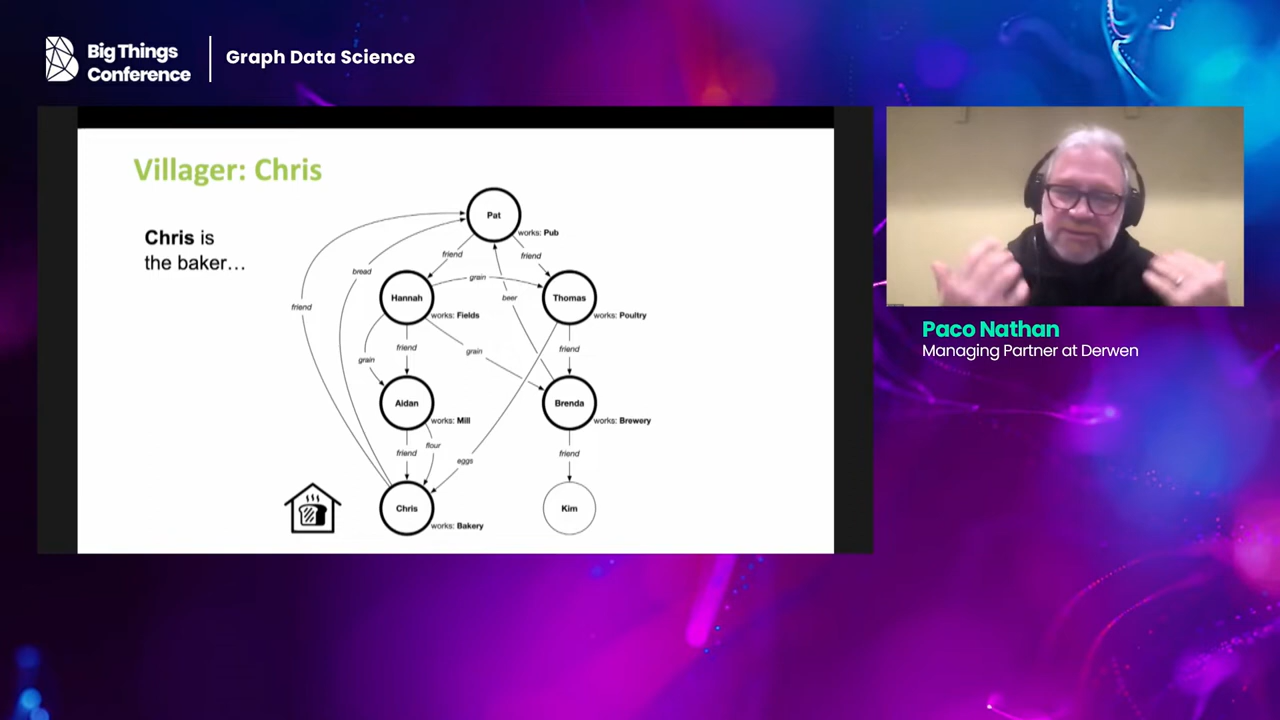 Big Things
Conference
Graph Data Science
Villager: Chris
Chris is
the baker...
Pat
works: Pub
friend
friend
bread
grain
Hannah
beer
Thomas
friend
works: Fields
works: Poultry
friend
grain
friend
grain
Aidan
Brenda
works: Mill
works: Brewery
flour
friend
friend
eggs
Chris
Kim
works: Bakery
Paco Nathan
Managing Partner at Derwen